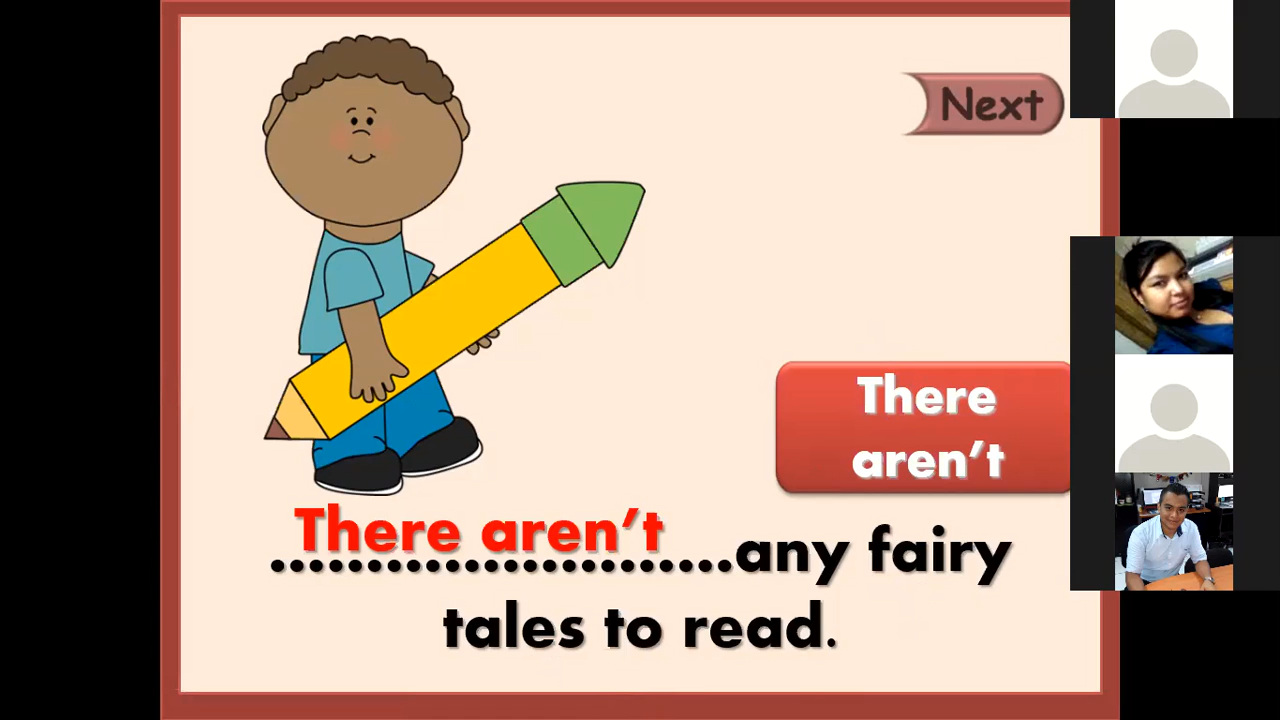 Next
There
aren't
There aren't
.......................any fairy
tales to read.